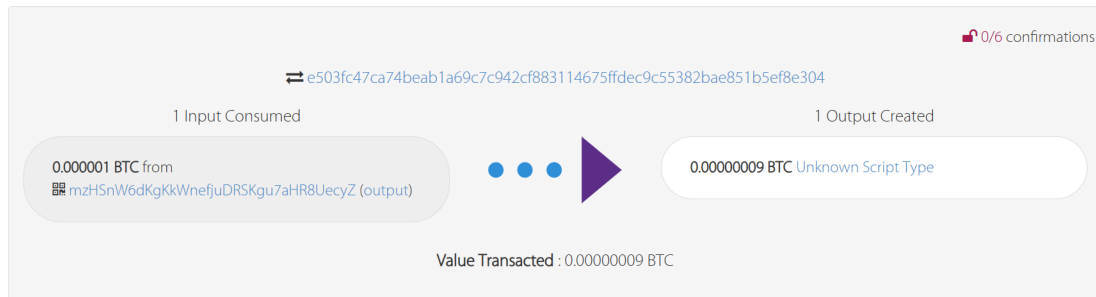 0/6 confirmations
e503fc47ca74beab1a69c7c942cf883114675ffdec9c55382bae851b5ef8e304
1 Input Consumed
1 Output Created
0.000001 BTC from
mzHSnW6dKgKkWnefjuDRSKgu7aHR8UecyZ (output)
0.00000009 BTC Unknown Script Type
Value Transacted : 0.00000009 BTC